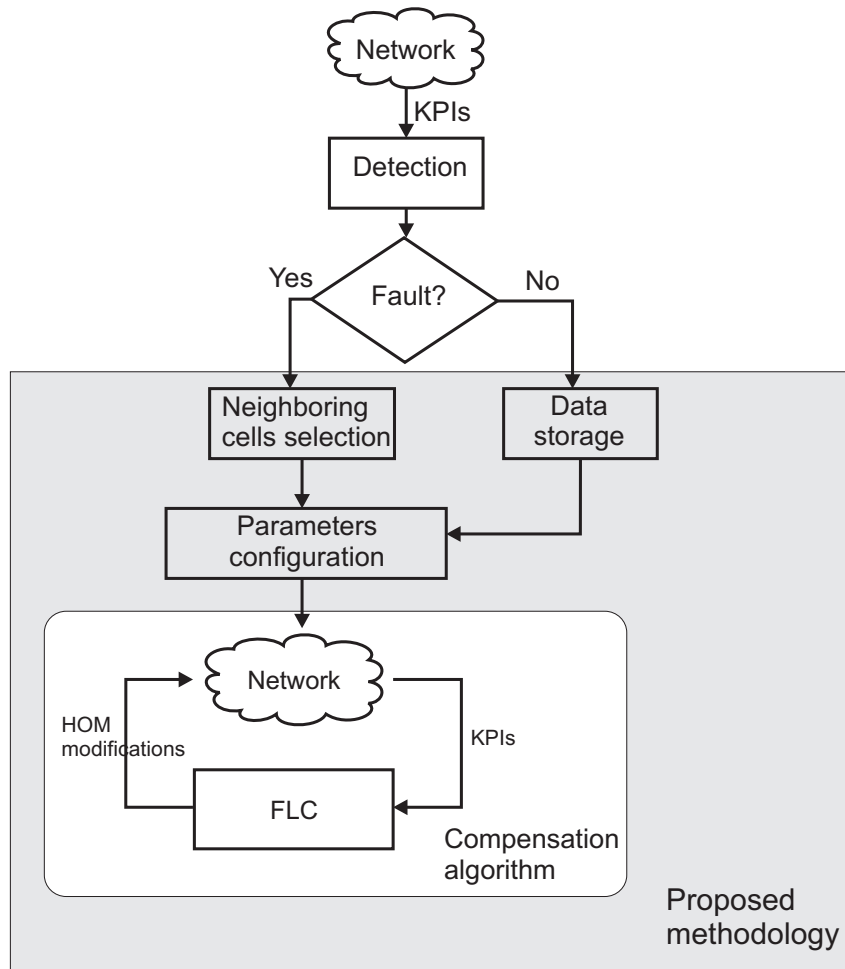 Network
KPIs
Detection
Yes
Fault?
No
Neighboring
cells selection
Data
storage
Parameters
configuration
Network
HOM
modifications
KPIs
FLC
Compensation
algorithm
Proposed
methodology